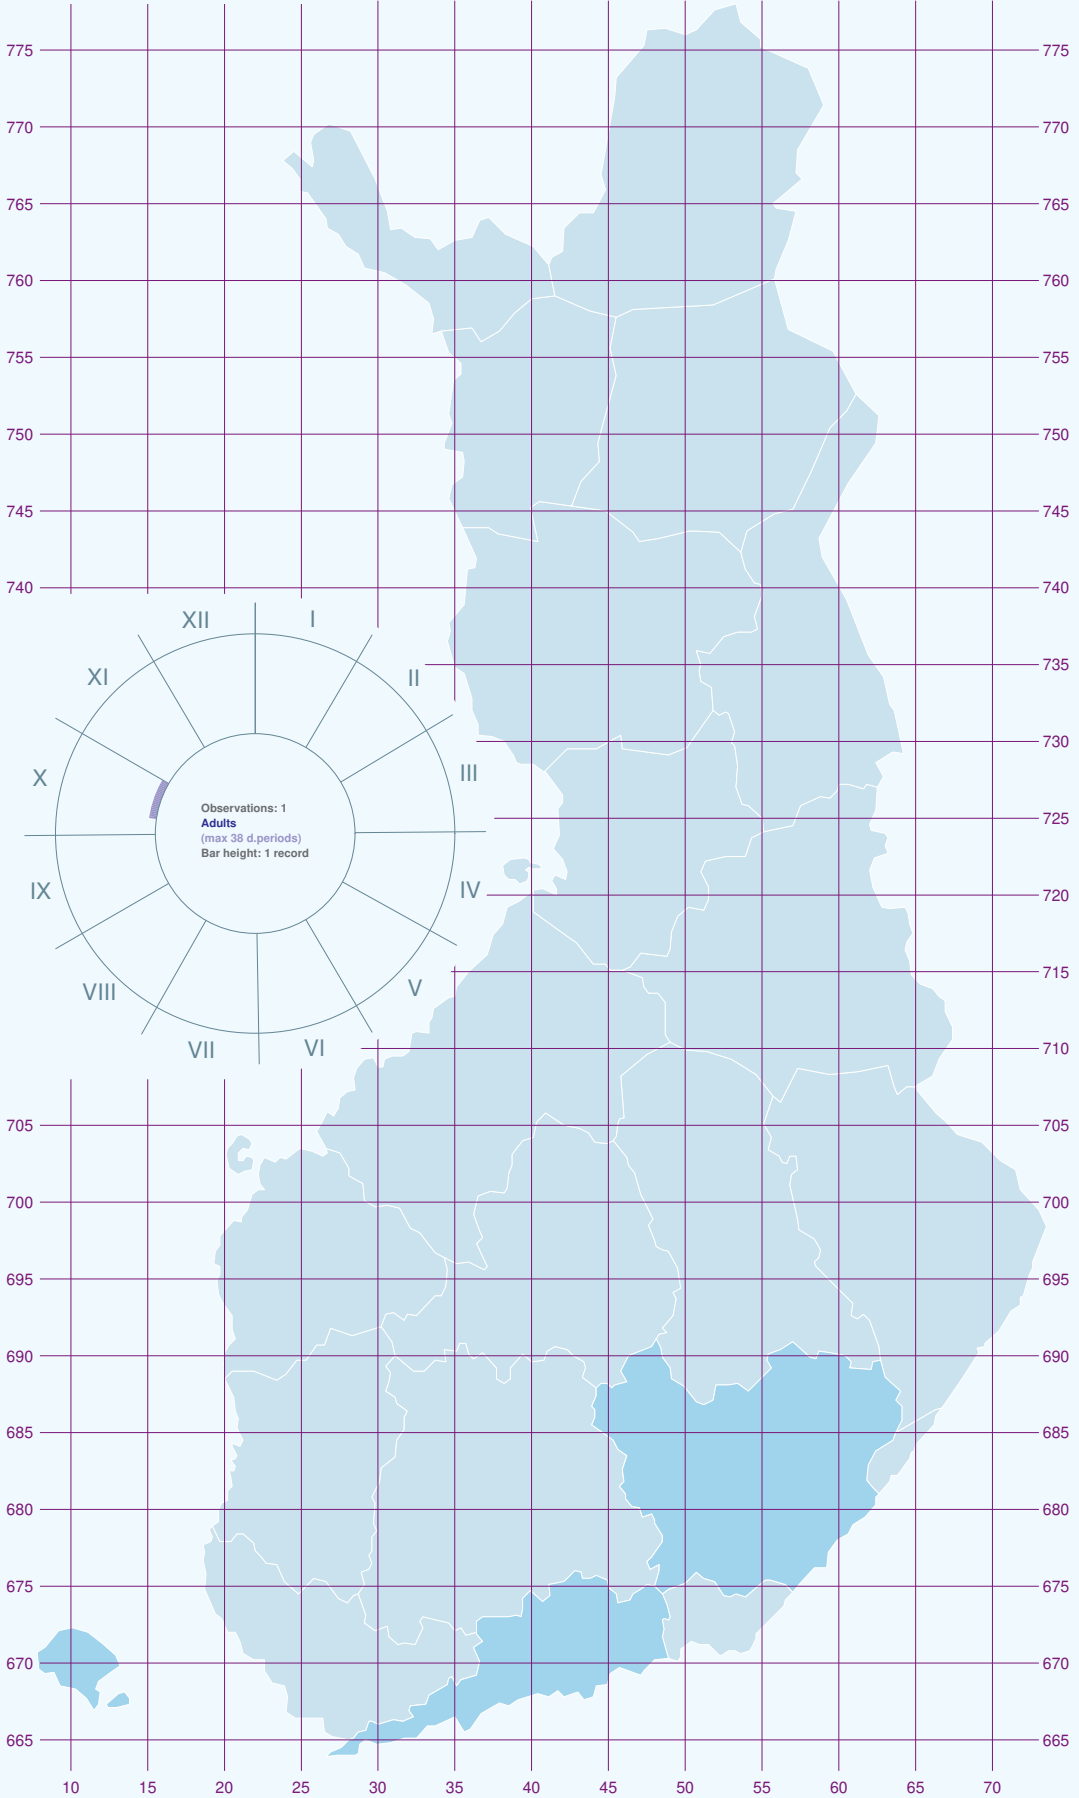 775 775
770 770
765 765
760 760
755 755
750 750
745 745
740 740
XII I
XI II
735
730
X III
Observations: 1
Adults
(max 38 d.periods)
Bar height: 1 record
725 725
IX IV
720
VIII V
715
VII VI
710
705 705
700 700
695 695
690 690
685 685
680 680
675 675
670 670
665 665
10 15 20 25 30 35 40 45 50 55 60 65 70